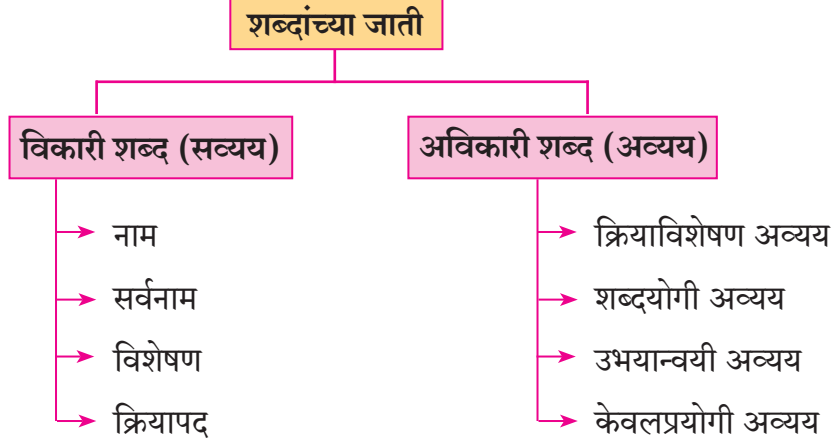 शब्दांच्या जाती
विकारी शब्द (सव्यय)
नाम
सर्वनाम
विशेषण
क्रियापद
अविकारी शब्द (अव्यय)
क्रियाविशेषण अव्यय
शब्दयोगी अव्यय
उभयान्वयी अव्यय
केवलप्रयोगी अव्यय